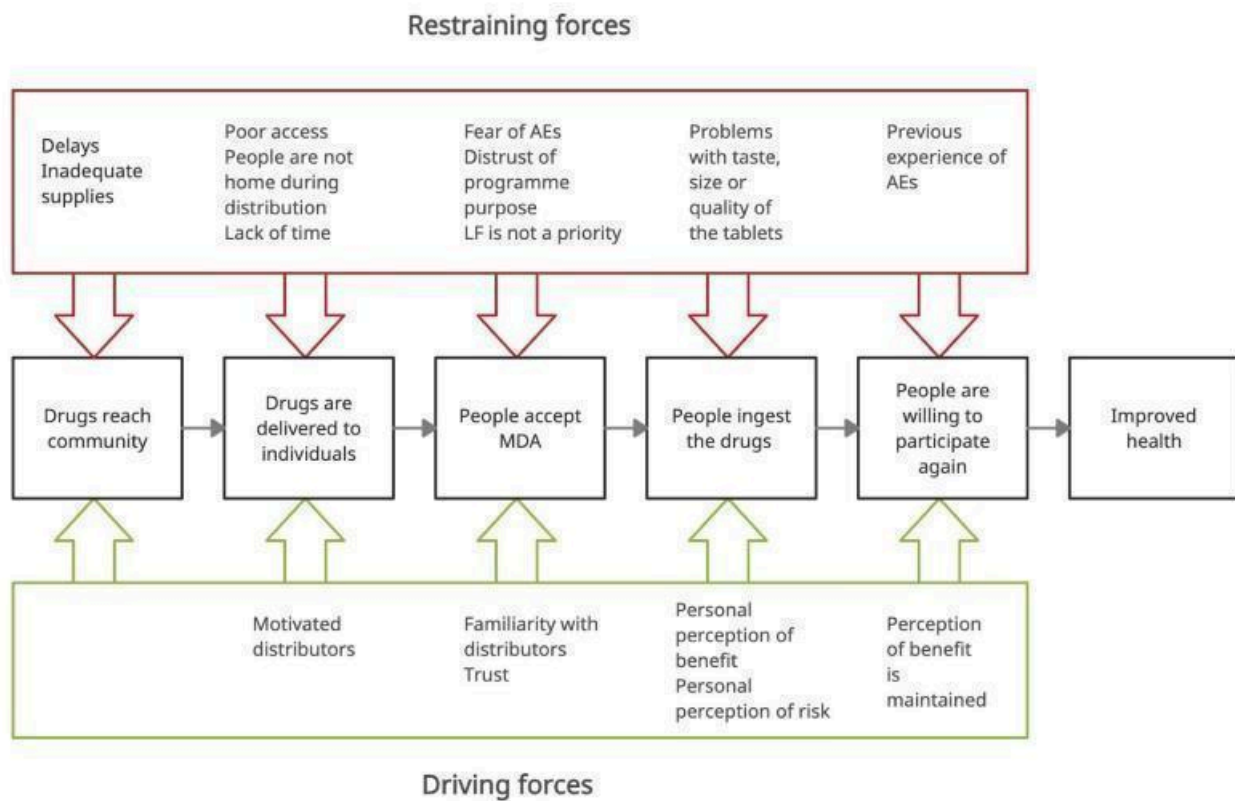 Restraining forces
Delays
Inadequate
supplies
Poor access
People are not
home during
distribution
Lack of time
Fear of AEs
Distrust of
programme
purpose
LF is not a priority
Problems
with taste,
size or
quality of
the tablets
Previous
experience of
AEs
Drugs reach
community
Drugs are
delivered to
individuals
People accept
MDA
People ingest
the drugs
People are
willing to
participate
again
Improved
health
Motivated
distributors
Familiarity with
distributors
Trust
Personal
perception of
benefit
Personal
perception of risk
Perception
of benefit
is
maintained
Driving forces